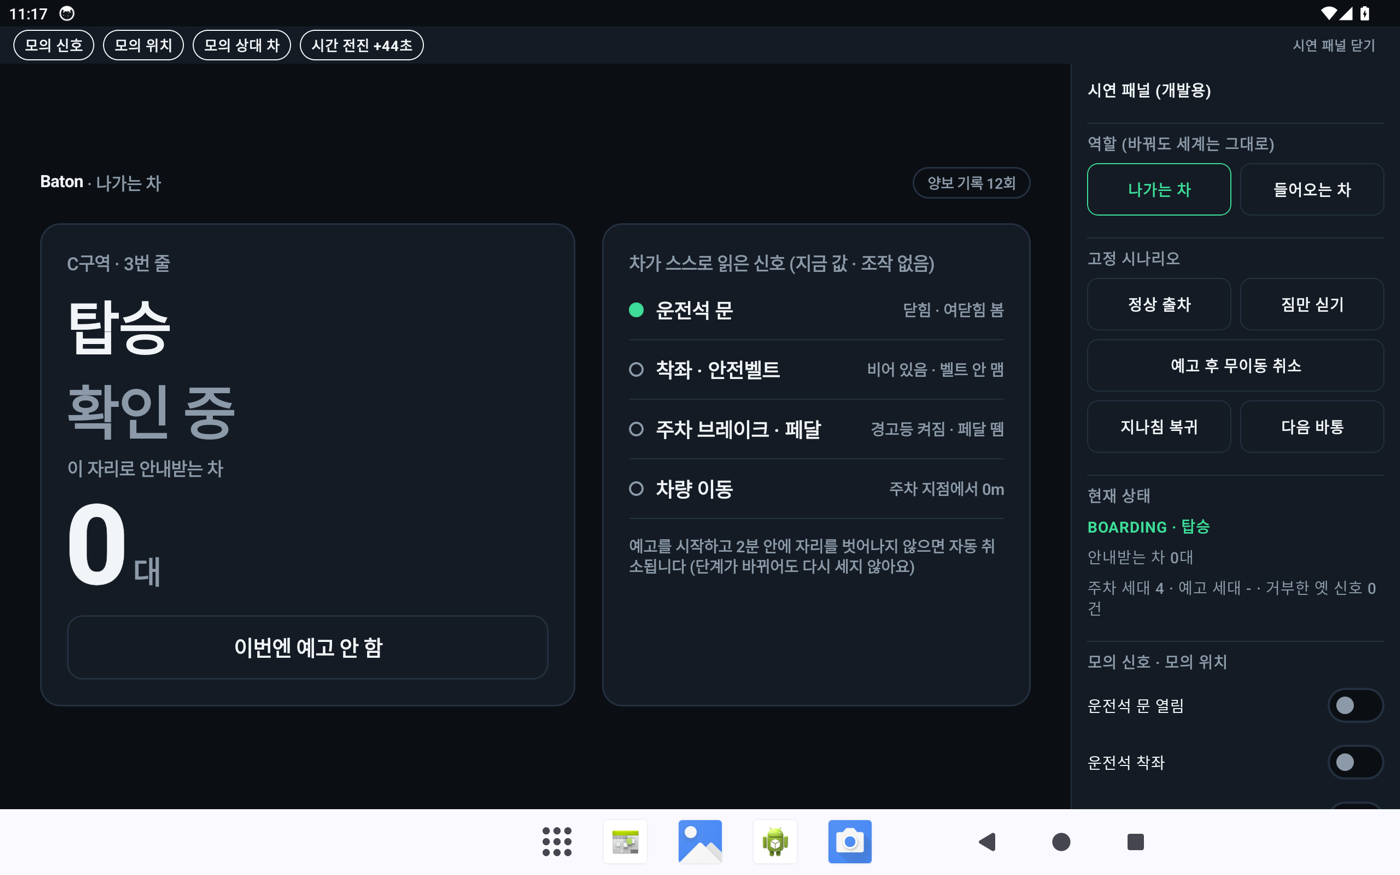 11:17
모의 신호
모의 위치
모의 상대 차
시간 전진 +44초
시연 패널 닫기
Baton · 나가는 차
양보 기록 12회
C구역 · 3번 줄
탑승
확인 중
이 자리로 안내받는 차
0 대
이번엔 예고 안 함
차가 스스로 읽은 신호 (지금 값 · 조작 없음)
운전석 문
닫힘 · 여닫힘 봄
착좌 · 안전벨트
비어 있음 · 벨트 안 맴
주차 브레이크 · 페달
경고등 켜짐 · 페달 뗌
차량 이동
주차 지점에서 0m
예고를 시작하고 2분 안에 자리를 벗어나지 않으면 자동 취
소됩니다 (단계가 바뀌어도 다시 세지 않아요)
시연 패널 (개발용)
역할 (바꿔도 세계는 그대로)
나가는 차
들어오는 차
고정 시나리오
정상 출차
짐만 싣기
예고 후 무이동 취소
지나침 복귀
다음 바통
현재 상태
BOARDING · 탑승
안내받는 차 0대
주차 세대 4 · 예고 세대 - · 거부한 옛 신호 0
건
모의 신호 · 모의 위치
운전석 문 열림
운전석 착좌